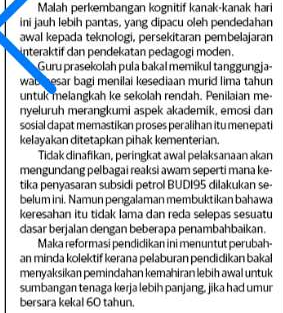 Malah perkembangan kognitif kanak-kanak hari
ini jauh lebih pantas, yang dipacu oleh pendedahan
awal kepada teknologi, persekitaran pembelajaran
interaktif dan pendekatan pedagogi moden.
Guru prasekolah pula bakal memikul tanggungja-
wab besar bagi menilai kesediaan murid lima tahun
untuk melangkah ke sekolah rendah. Penilaian me-
nyeluruh merangkumi aspek akademik, emosi dan
sosial dapat memastikan proses peralihan itu menepati
kelayakan ditetapkan pihak kementerian.
Tidak dinafikan, peringkat awal pelaksanaan akan
mengundang pelbagai reaksi awam seperti mana ke-
tika penyasaran subsidi petrol BUDI95 dilakukan se-
belum ini. Namun pengalaman membuktikan bahawa
keresahan itu tidak lama dan reda selepas sesuatu
dasar berjalan dengan beberapa penambahbaikan.
Maka reformasi pendidikan ini menuntut perubah-
an minda kolektif kerana pelaburan pendidikan bakal
menyaksikan pemindahan kemahiran lebih awal untuk
sumbangan tenaga kerja lebih panjang, jika had umur
bersara kekal 60 tahun.